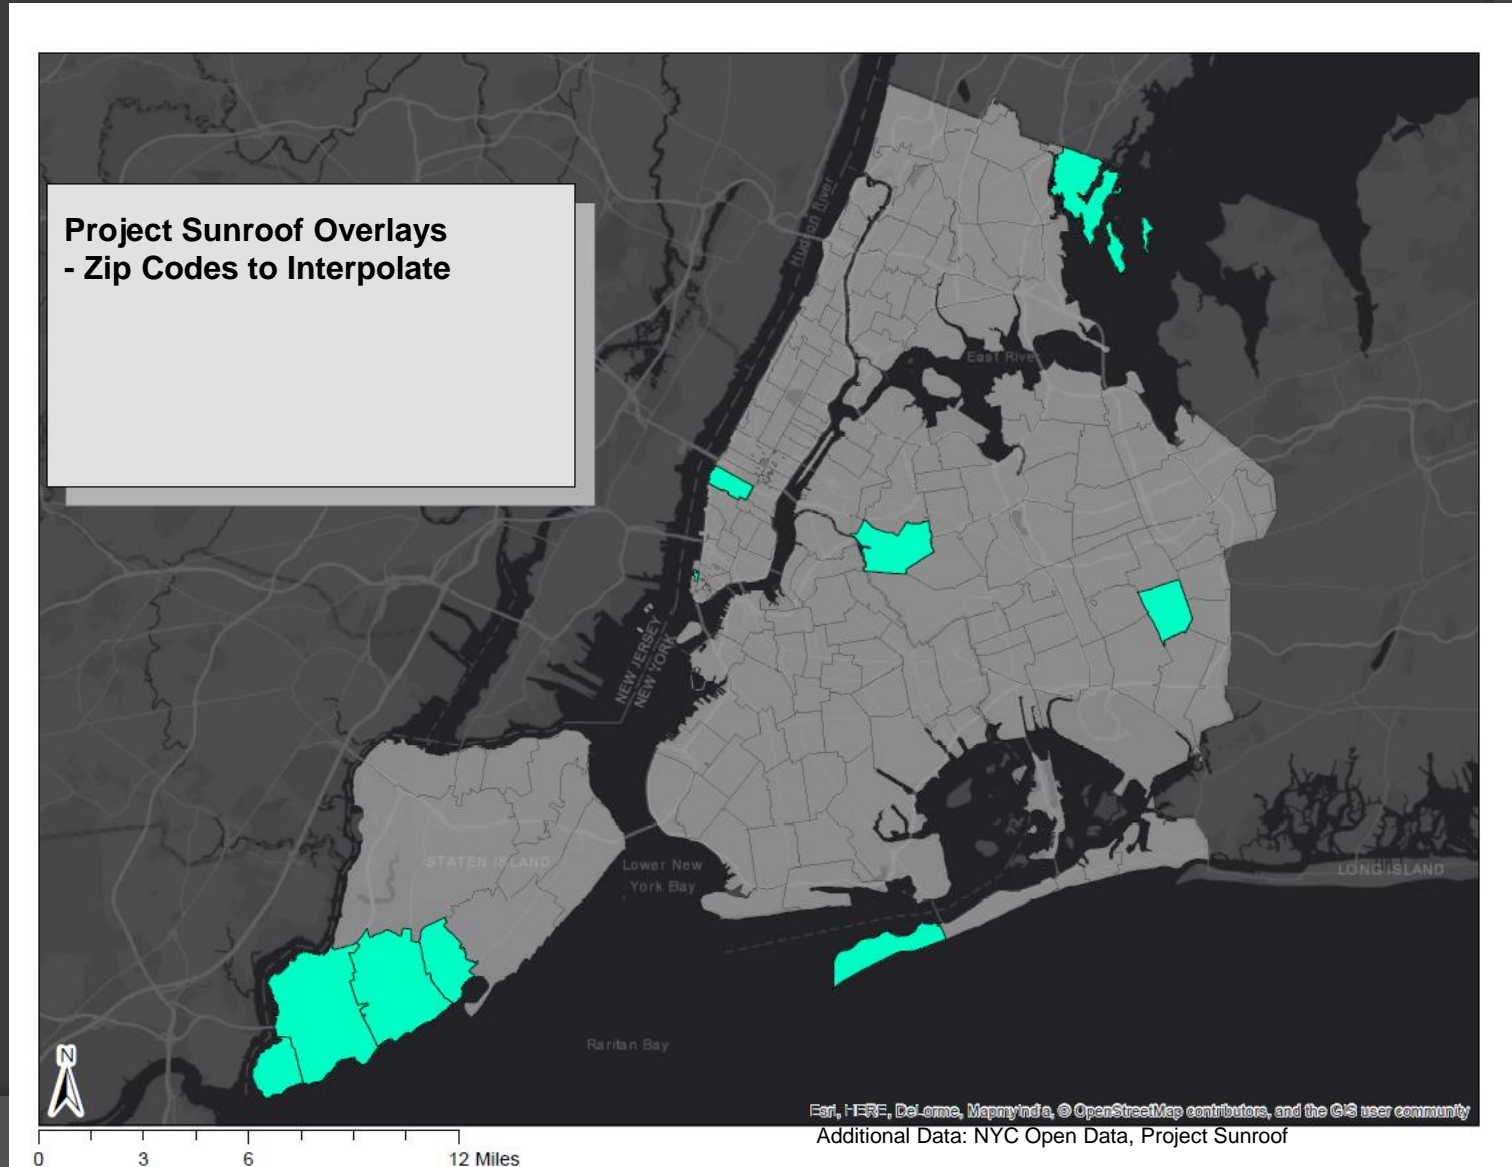 Project Sunroof Overlays
- Zip Codes to Interpolate
Hudson River
East River
NEW JERSEY
NEW YORK
STATEN ISLAND
Lower New
York Bay
LONG ISLAND
Raritan Bay
N
Esri, HERE, DeLorme, MapmyIndia, © OpenStreetMap contributors, and the GIS user community
Additional Data: NYC Open Data, Project Sunroof
0 3 6 12 Miles